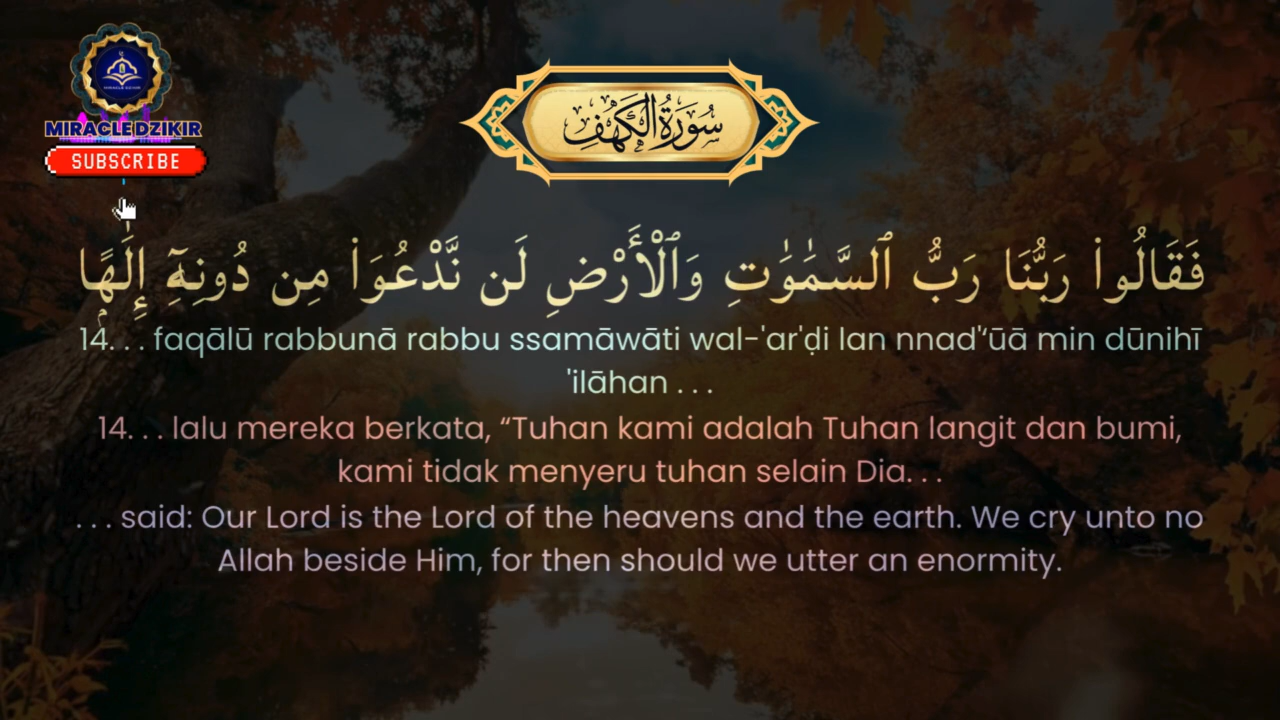 MIRACLE DZIKIR
SUBSCRIBE
سُورَةُ الكَهْفِ
فَقَالُوا۟ رَبُّنَا رَبُّ ٱلسَّمَٰوَٰتِ وَٱلْأَرْضِ لَن نَّدْعُوَا۟ مِن دُونِهِۦٓ إِلَٰهًۭا
14. . . faqālū rabbunā rabbu ssamāwāti wal-'ar'ḍi lan nnad'‘ūā min dūnihī
'ilāhan . . .
14. . . lalu mereka berkata, “Tuhan kami adalah Tuhan langit dan bumi,
kami tidak menyeru tuhan selain Dia. . .
. . . said: Our Lord is the Lord of the heavens and the earth. We cry unto no
Allah beside Him, for then should we utter an enormity.